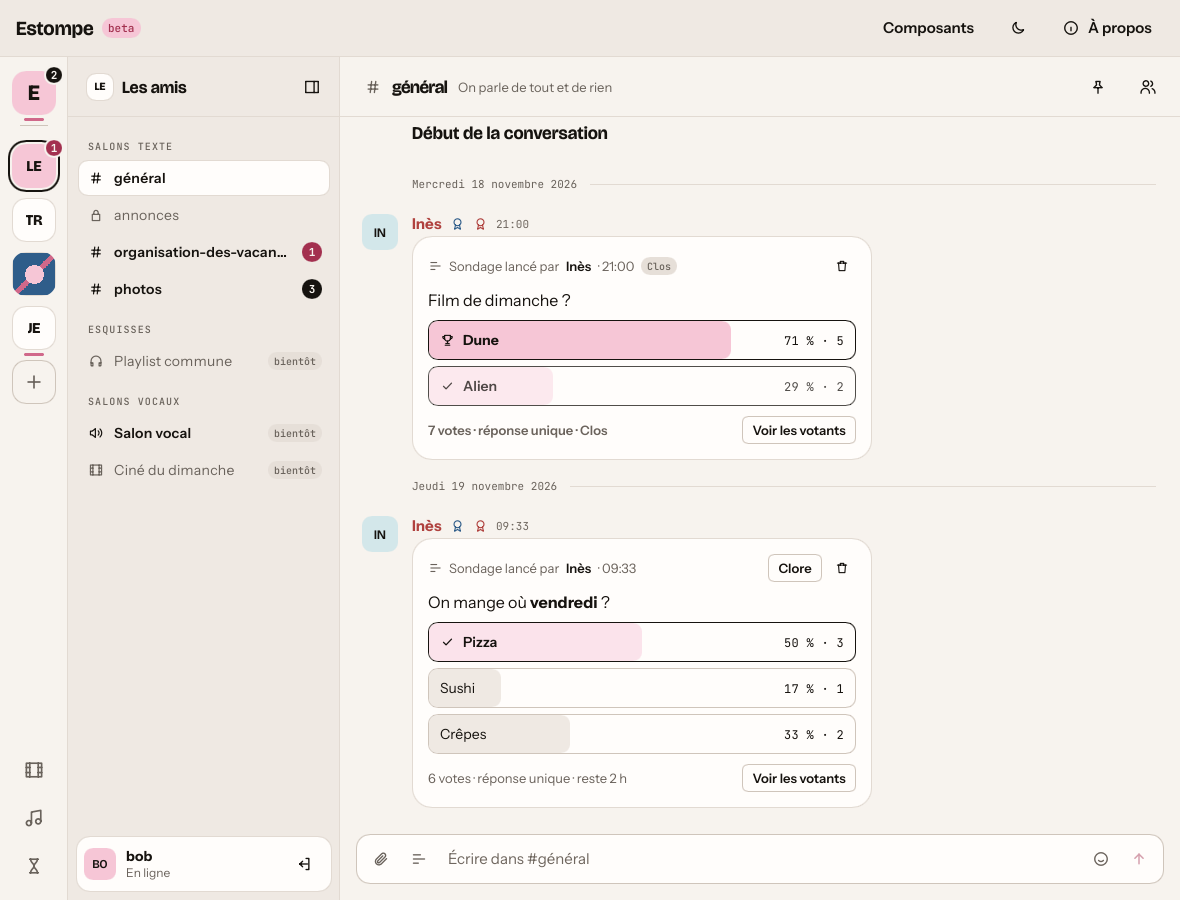 Estompe beta
Composants
À propos
E 2
LE 1
TR
JE
LE Les amis
SALONS TEXTE
# général
annonces
# organisation-des-vacan... 1
# photos 3
ESQUISSES
Playlist commune bientôt
SALONS VOCAUX
Salon vocal bientôt
Ciné du dimanche bientôt
BO bob
En ligne
# général On parle de tout et de rien
Début de la conversation
Mercredi 18 novembre 2026
IN Inès 21:00
Sondage lancé par Inès · 21:00 Clos
Film de dimanche ?
Dune 71 % · 5
Alien 29 % · 2
7 votes · réponse unique · Clos Voir les votants
Jeudi 19 novembre 2026
IN Inès 09:33
Sondage lancé par Inès · 09:33 Clore
On mange où vendredi ?
Pizza 50 % · 3
Sushi 17 % · 1
Crêpes 33 % · 2
6 votes · réponse unique · reste 2 h Voir les votants
Écrire dans #général